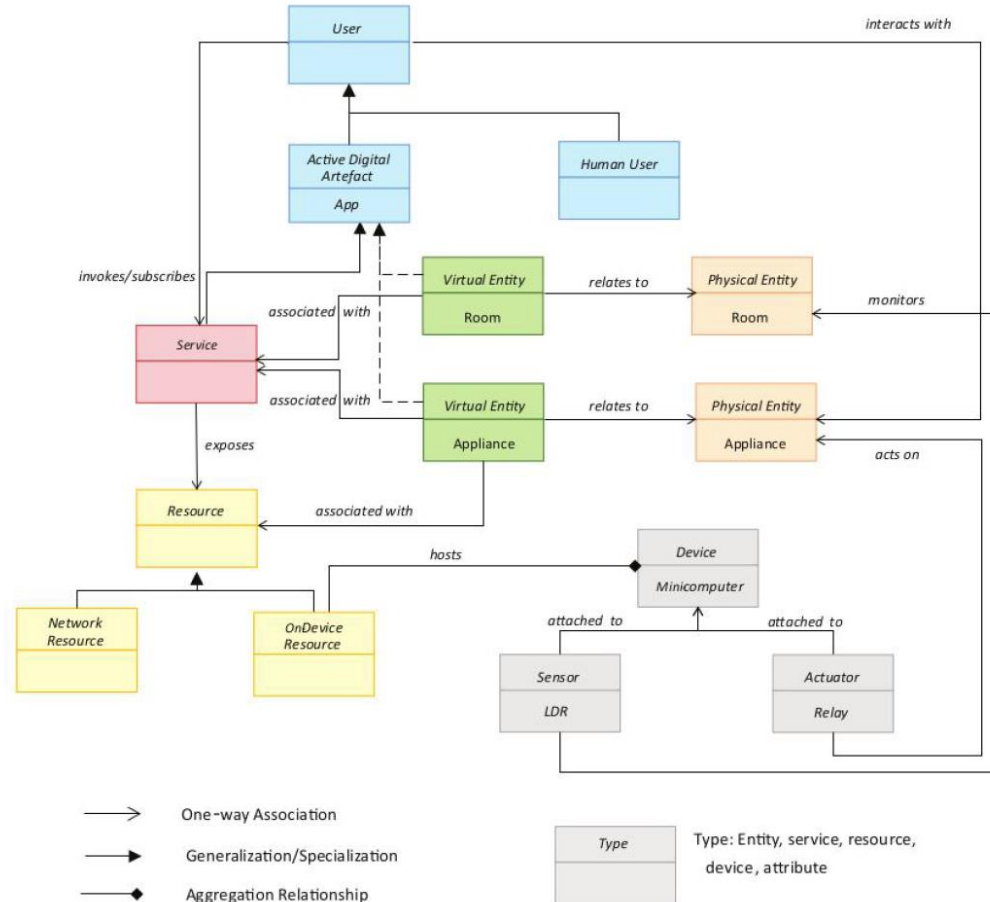 User
interacts with
Active Digital
Artefact
App
Human User
invokes/subscribes
Virtual Entity
Room
relates to
Physical Entity
Room
associated with
monitors
Service
associated with
Virtual Entity
Appliance
relates to
Physical Entity
Appliance
exposes
acts on
Resource
associated with
hosts
Device
Minicomputer
Network
Resource
OnDevice
Resource
attached to
attached to
Sensor
LDR
Actuator
Relay
One-way Association
Generalization/Specialization
Aggregation Relationship
Type
Type: Entity, service, resource,
device, attribute